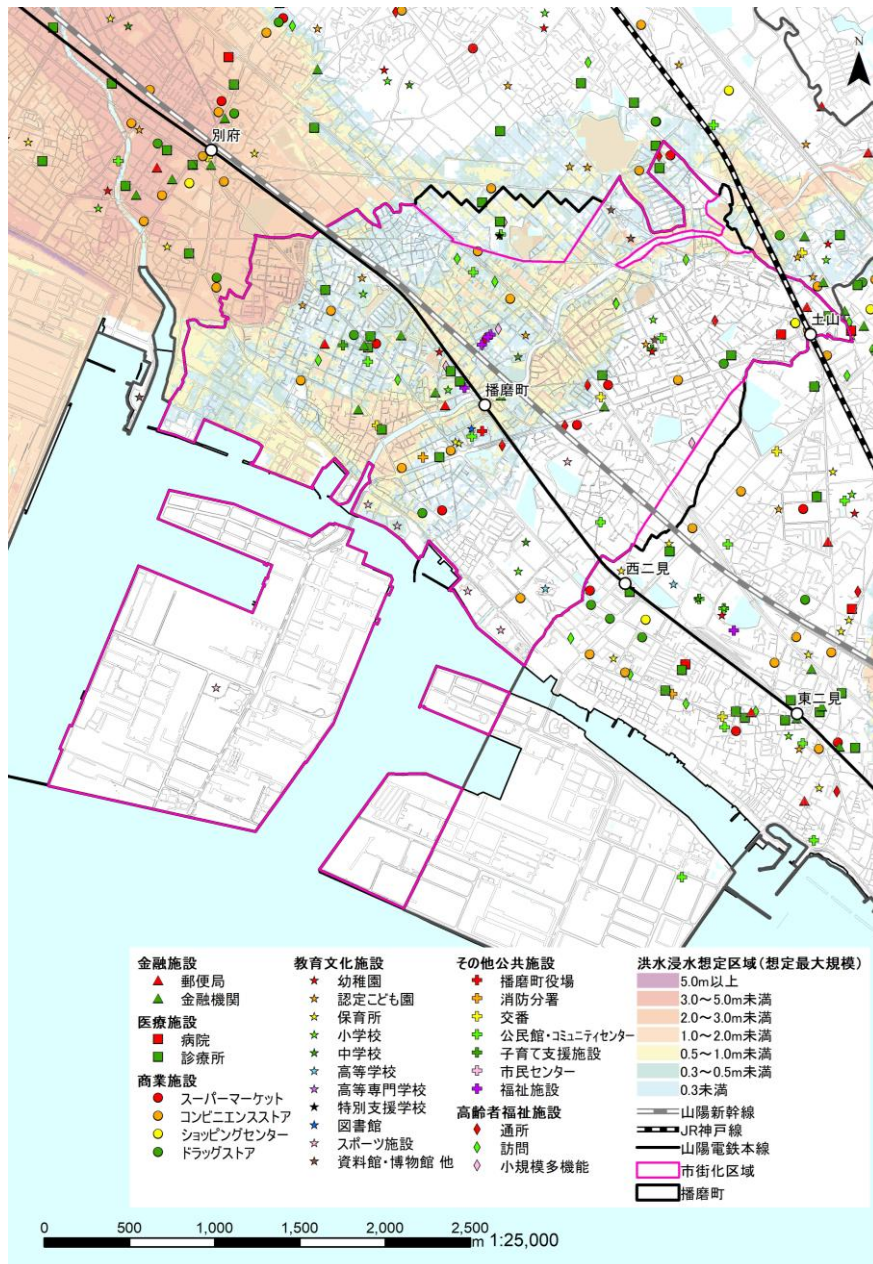 N
別府
土山
播磨町
西二見
東二見
金融施設
郵便局
金融機関
医療施設
病院
診療所
商業施設
スーパーマーケット
コンビニエンスストア
ショッピングセンター
ドラッグストア
教育文化施設
幼稚園
認定こども園
保育所
小学校
中学校
高等学校
高等専門学校
特別支援学校
図書館
スポーツ施設
資料館・博物館 他
その他公共施設
播磨町役場
消防分署
交番
公民館・コミュニティセンター
子育て支援施設
市民センター
福祉施設
高齢者福祉施設
通所
訪問
小規模多機能
洪水浸水想定区域(想定最大規模)
5.0m以上
3.0～5.0m未満
2.0～3.0m未満
1.0～2.0m未満
0.5～1.0m未満
0.3～0.5m未満
0.3未満
山陽新幹線
JR神戸線
山陽電鉄本線
市街化区域
播磨町
0 500 1,000 1,500 2,000 2,500
m 1:25,000